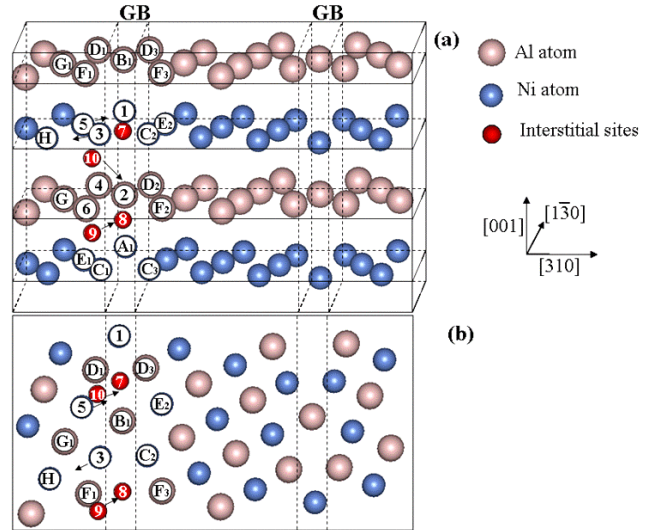 GB GB
(a)
D₁ B₁ D₃
G₁ F₁ F₃
Al atom
Ni atom
Interstitial sites
1
5 E₂
H 3 7 C₂
10
4 D₂
G 2
6 F₂
9 8
A₁
E₁ C₁ C₃
[001] [13̅0]
[310]
(b)
1
D₁ D₃
7
10
5 E₂
B₁
G₁
3 C₂
H
F₁ 8 F₃
9